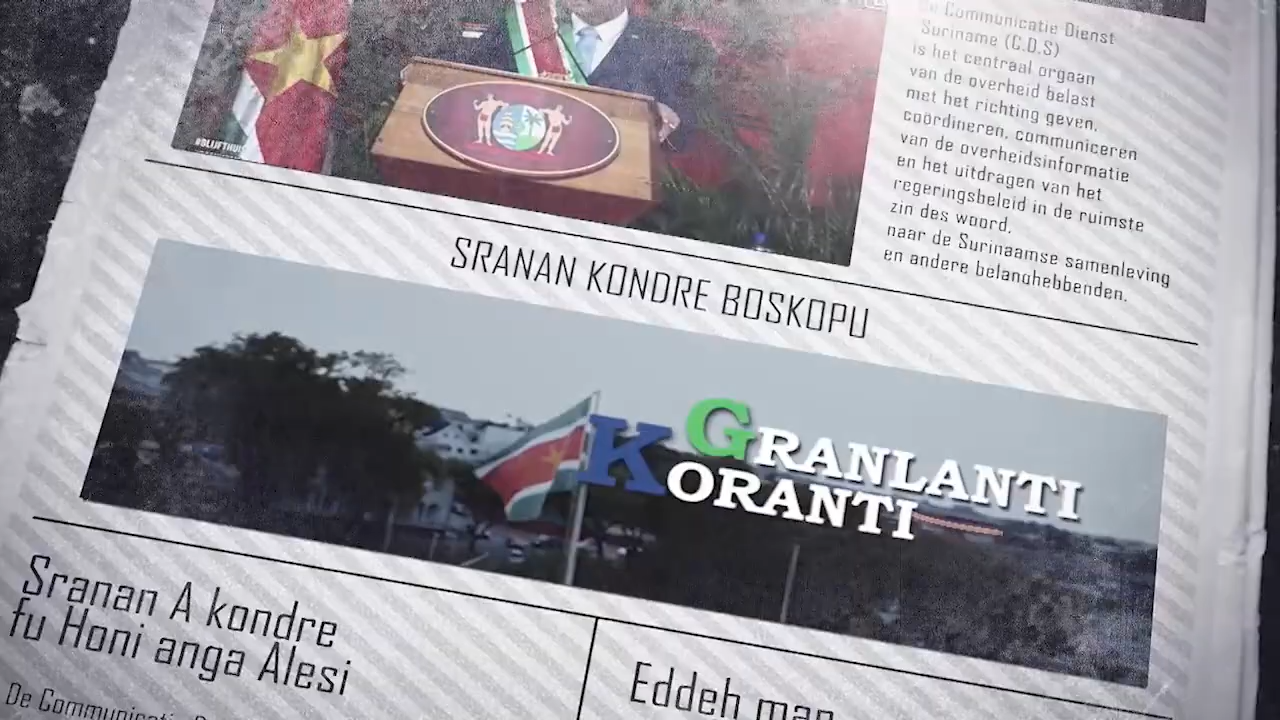 De Communicatie Dienst
Suriname (C.D.S)
is het centraal orgaan
van de overheid belast
met het richting geven,
coördineren, communiceren
van de overheidsinformatie
en het uitdragen van het
regeringsbeleid in de ruimste
zin des woord,
naar de Surinaamse samenleving
en andere belanghebbenden.
SRANAN KONDRE BOSKOPU
GRANLANTI
KORANTI
Sranan A kondre
fu Honi anga Alesi
De
Eddeh man